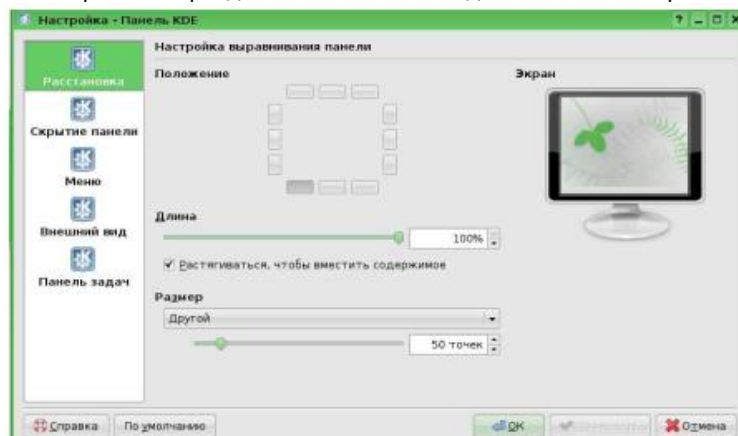 Настройка - Панель KDE
Расстановка
Скрытие панели
Меню
Внешний вид
Панель задач
Настройка выравнивания панели
Положение
Экран
Длина
100%
Растягиваться, чтобы вместить содержимое
Размер
Другой
50 точек
Справка
По умолчанию
OK
Отмена